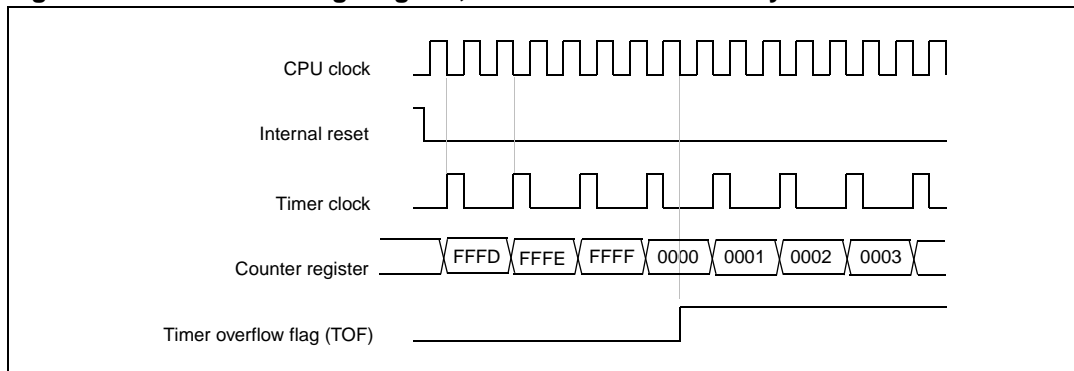 CPU clock
Internal reset
Timer clock
Counter register FFFD FFFE FFFF 0000 0001 0002 0003
Timer overflow flag (TOF)